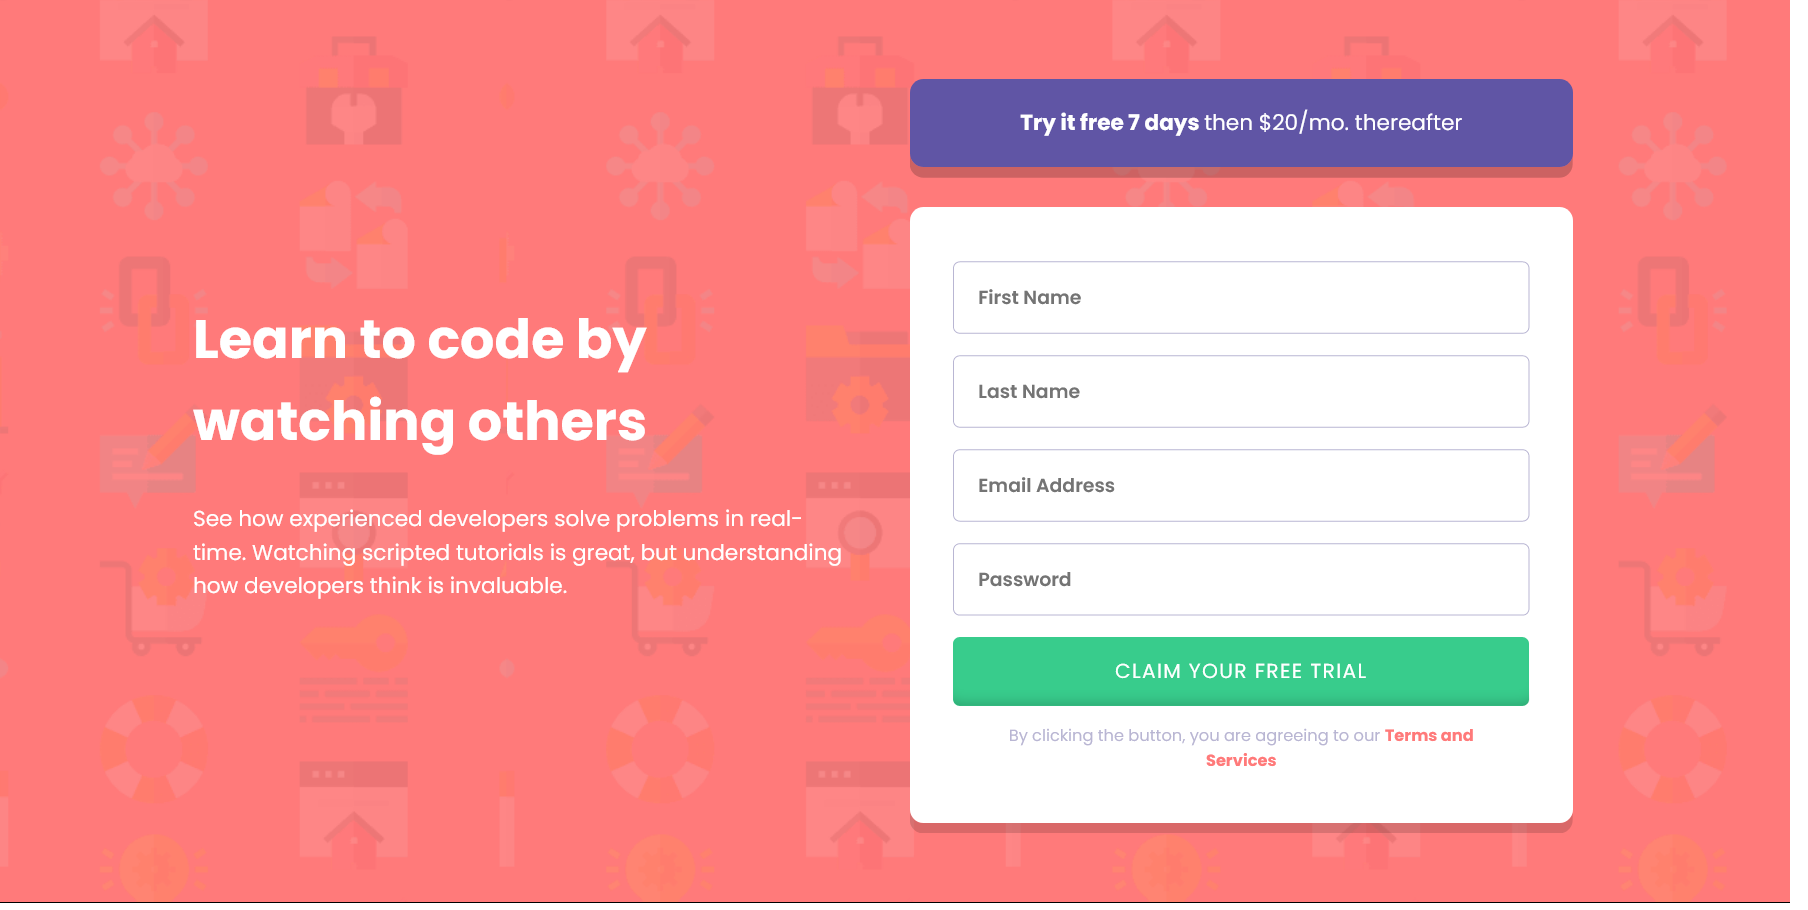 Try it free 7 days then $20/mo. thereafter
Learn to code by
watching others
See how experienced developers solve problems in real-
time. Watching scripted tutorials is great, but understanding
how developers think is invaluable.
First Name
Last Name
Email Address
Password
CLAIM YOUR FREE TRIAL
By clicking the button, you are agreeing to our Terms and
Services